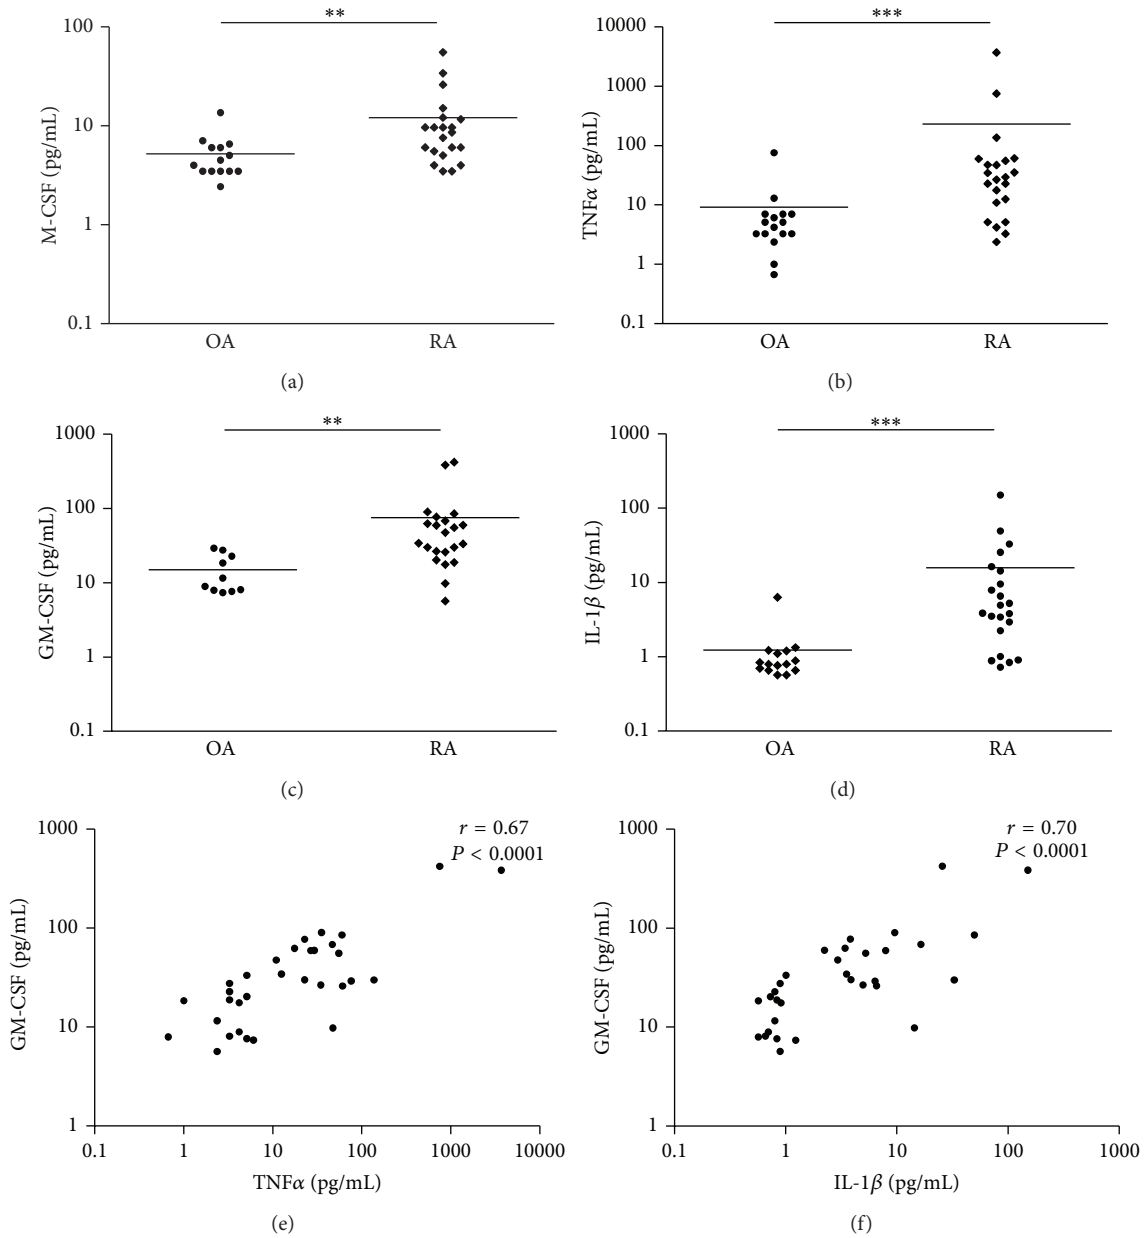 **
100
10
1
0.1
M-CSF (pg/mL)
OA
RA
(a)
***
10000
1000
100
10
1
0.1
TNFα (pg/mL)
OA
RA
(b)
**
1000
100
10
1
0.1
GM-CSF (pg/mL)
OA
RA
(c)
***
1000
100
10
1
0.1
IL-1β (pg/mL)
OA
RA
(d)
r = 0.67
P < 0.0001
1000
100
10
1
GM-CSF (pg/mL)
0.1
1
10
100
1000
10000
TNFα (pg/mL)
(e)
r = 0.70
P < 0.0001
1000
100
10
1
GM-CSF (pg/mL)
0.1
1
10
100
1000
IL-1β (pg/mL)
(f)